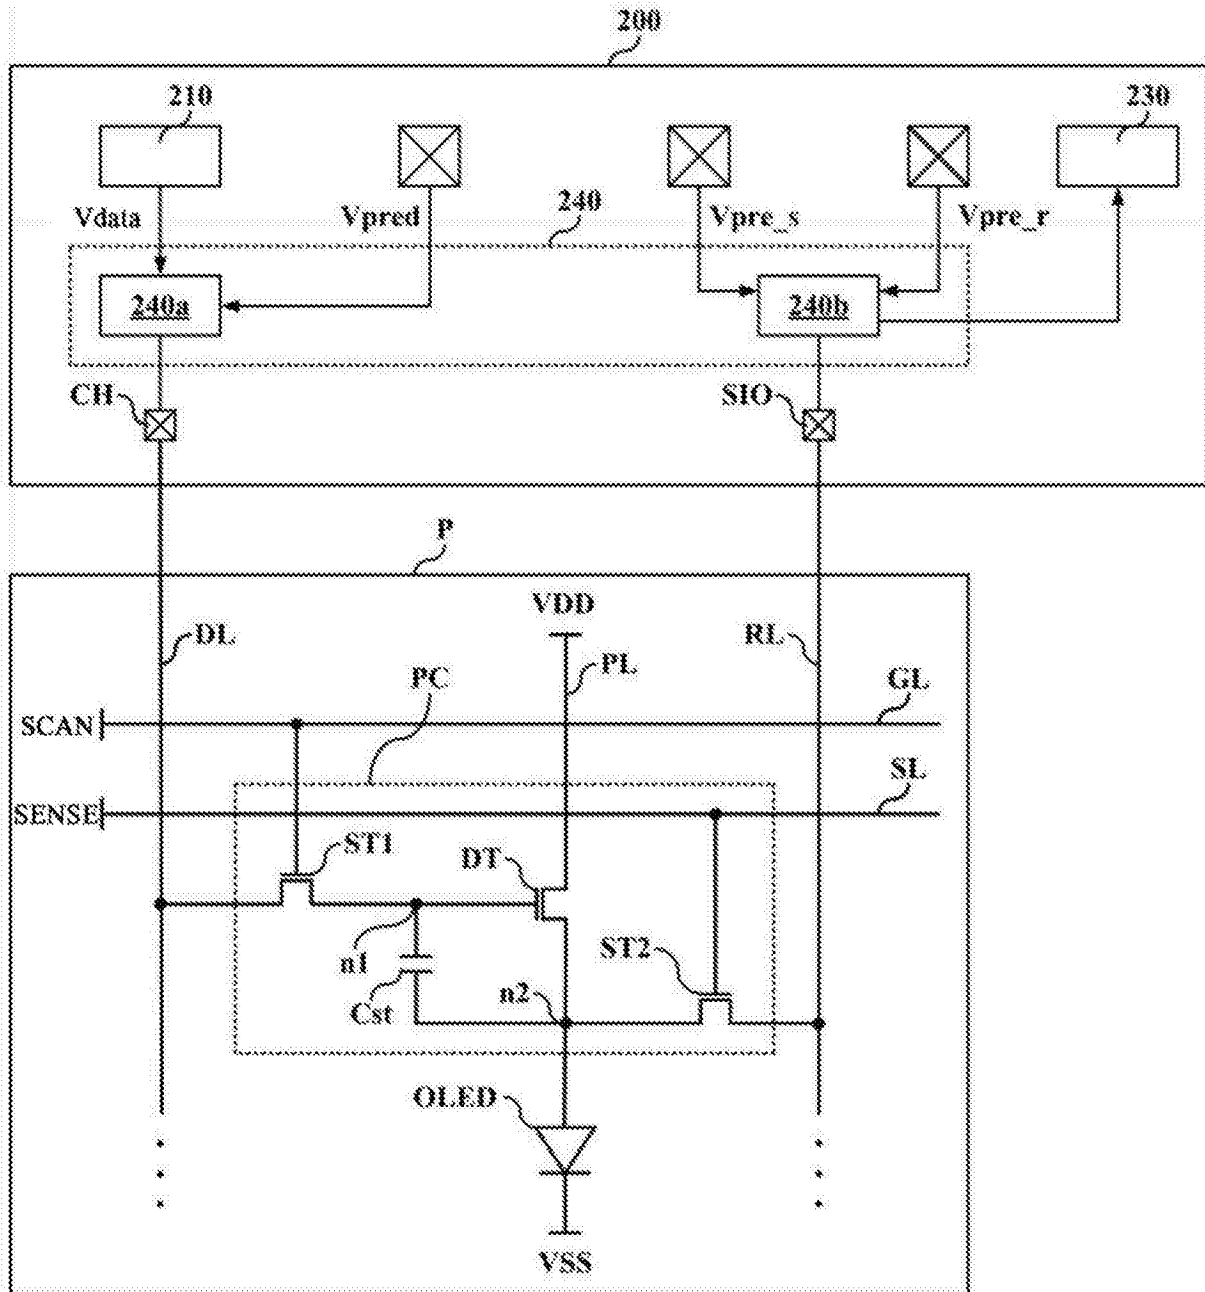 200
210
230
Vdata
Vpred
240
Vpre_s
Vpre_r
240a
240b
CH
SIO
P
VDD
DL
RL
PL
PC
GL
SCAN
SL
SENSE
ST1
DT
ST2
n1
n2
Cst
OLED
VSS